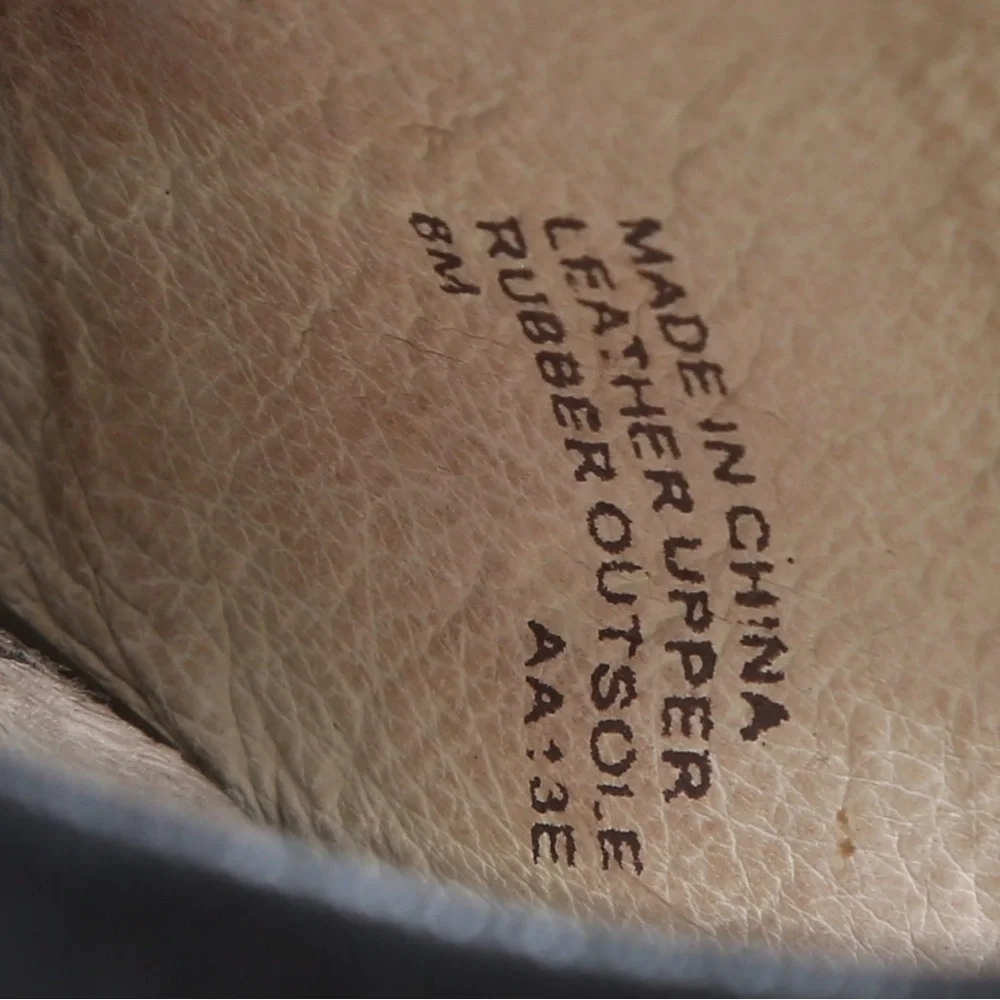 MADE IN CHINA
LEATHER UPPER
RUBBER OUTSOLE
8M AA:3E